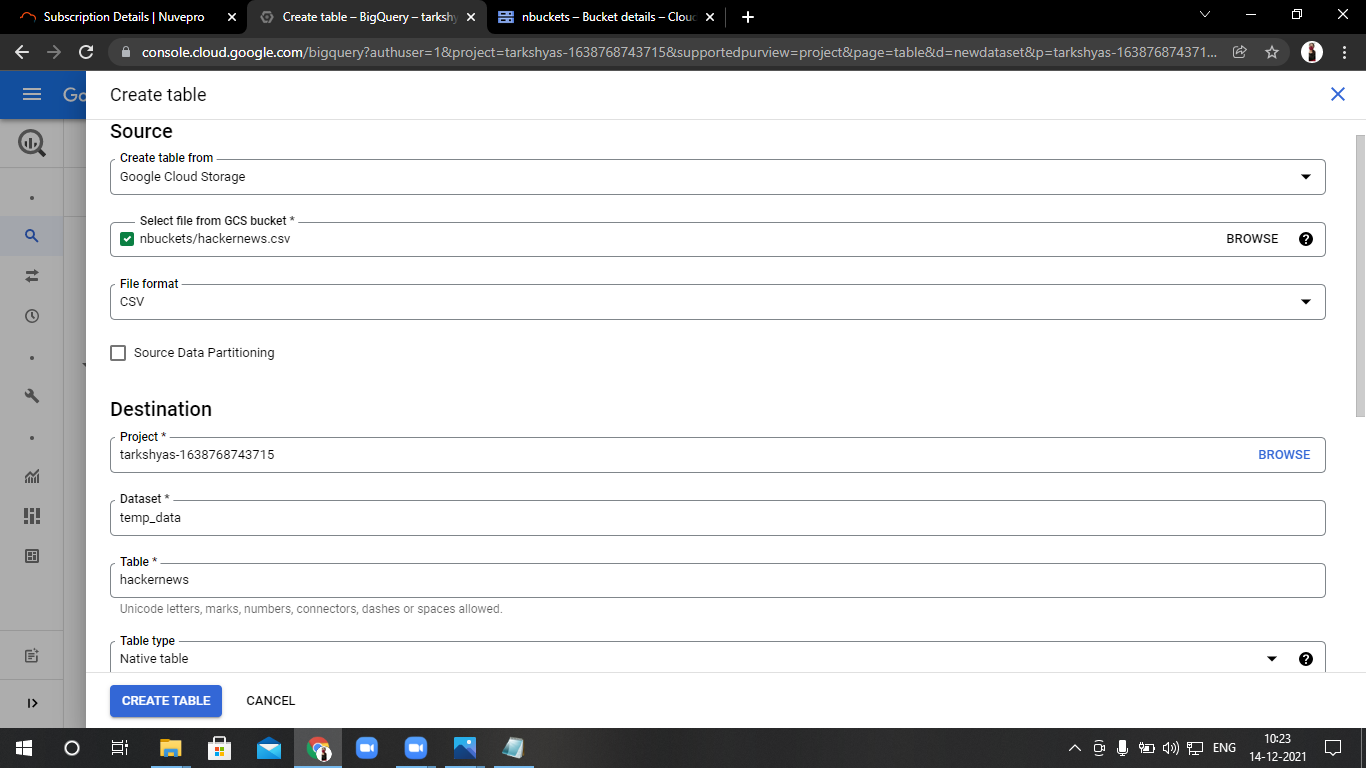 Subscription Details | Nuvepro
Create table – BigQuery – tarkshy
nbuckets – Bucket details – Clou
console.cloud.google.com/bigquery?authuser=1&project=tarkshyas-1638768743715&supportedpurview=project&page=table&d=newdataset&p=tarkshyas-163876874371...
Go
Create table
Source
Create table from
Google Cloud Storage
Select file from GCS bucket *
nbuckets/hackernews.csv
BROWSE
File format
CSV
Source Data Partitioning
Destination
Project *
tarkshyas-1638768743715
BROWSE
Dataset *
temp_data
Table *
hackernews
Unicode letters, marks, numbers, connectors, dashes or spaces allowed.
Table type
Native table
CREATE TABLE
CANCEL
ENG
10:23
14-12-2021